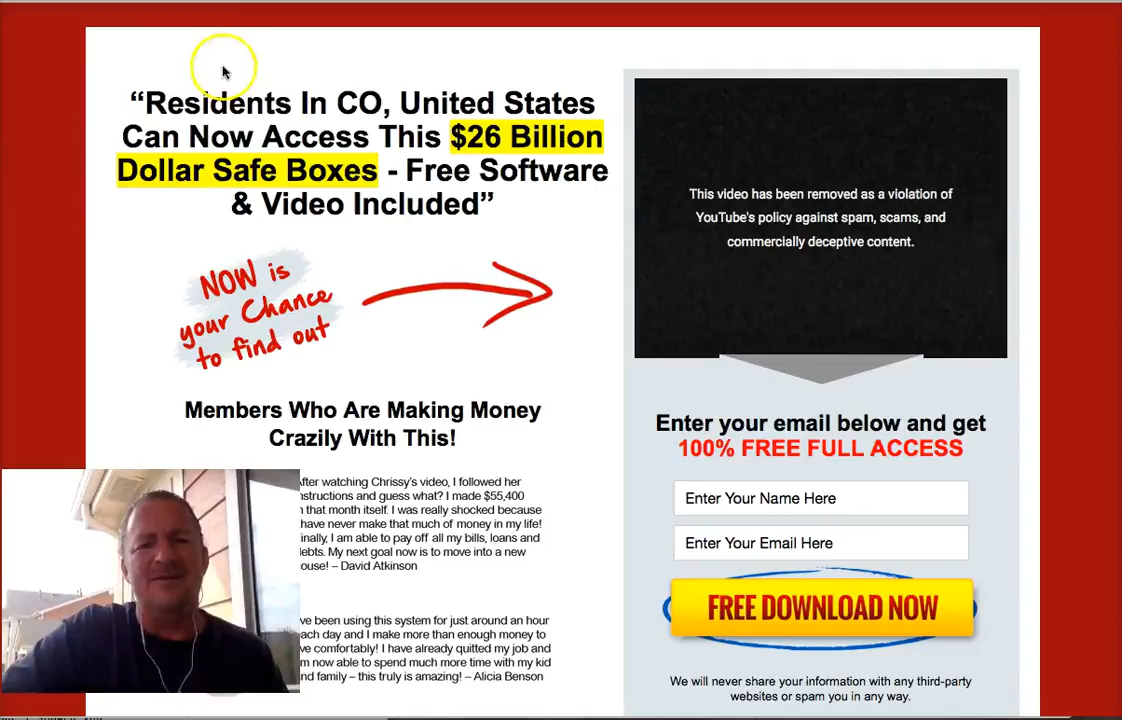 “Residents In CO, United States
Can Now Access This $26 Billion
Dollar Safe Boxes - Free Software
& Video Included”
NOW is
your Chance
to find out
Members Who Are Making Money
Crazily With This!
After watching Chrissy’s video, I followed her
instructions and guess what? I made $55,400
that month itself. I was really shocked because
have never make that much of money in my life!
Finally, I am able to pay off all my bills, loans and
debts. My next goal now is to move into a new
house! – David Atkinson
been using this system for just around an hour
each day and I make more than enough money to
comfortably! I have already quitted my job and
now able to spend much more time with my kid
and family – this truly is amazing! – Alicia Benson
This video has been removed as a violation of
YouTube's policy against spam, scams, and
commercially deceptive content.
Enter your email below and get
100% FREE FULL ACCESS
Enter Your Name Here
Enter Your Email Here
FREE DOWNLOAD NOW
We will never share your information with any third-party
websites or spam you in any way.